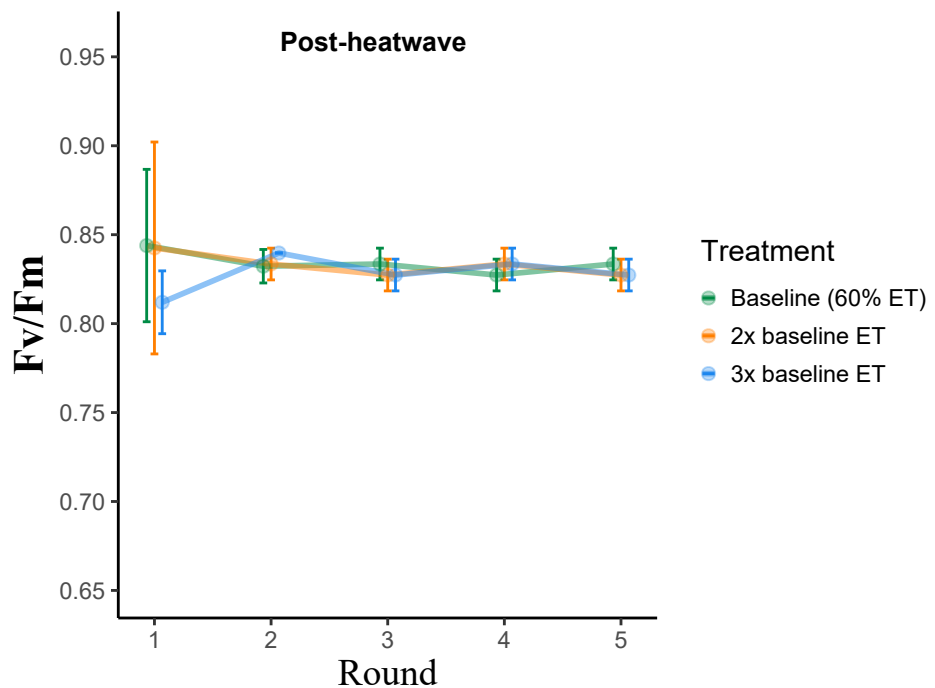 Post-heatwave
Fv/Fm
0.95
0.90
0.85
0.80
0.75
0.70
0.65
1 2 3 4 5
Round
Treatment
Baseline (60% ET)
2x baseline ET
3x baseline ET